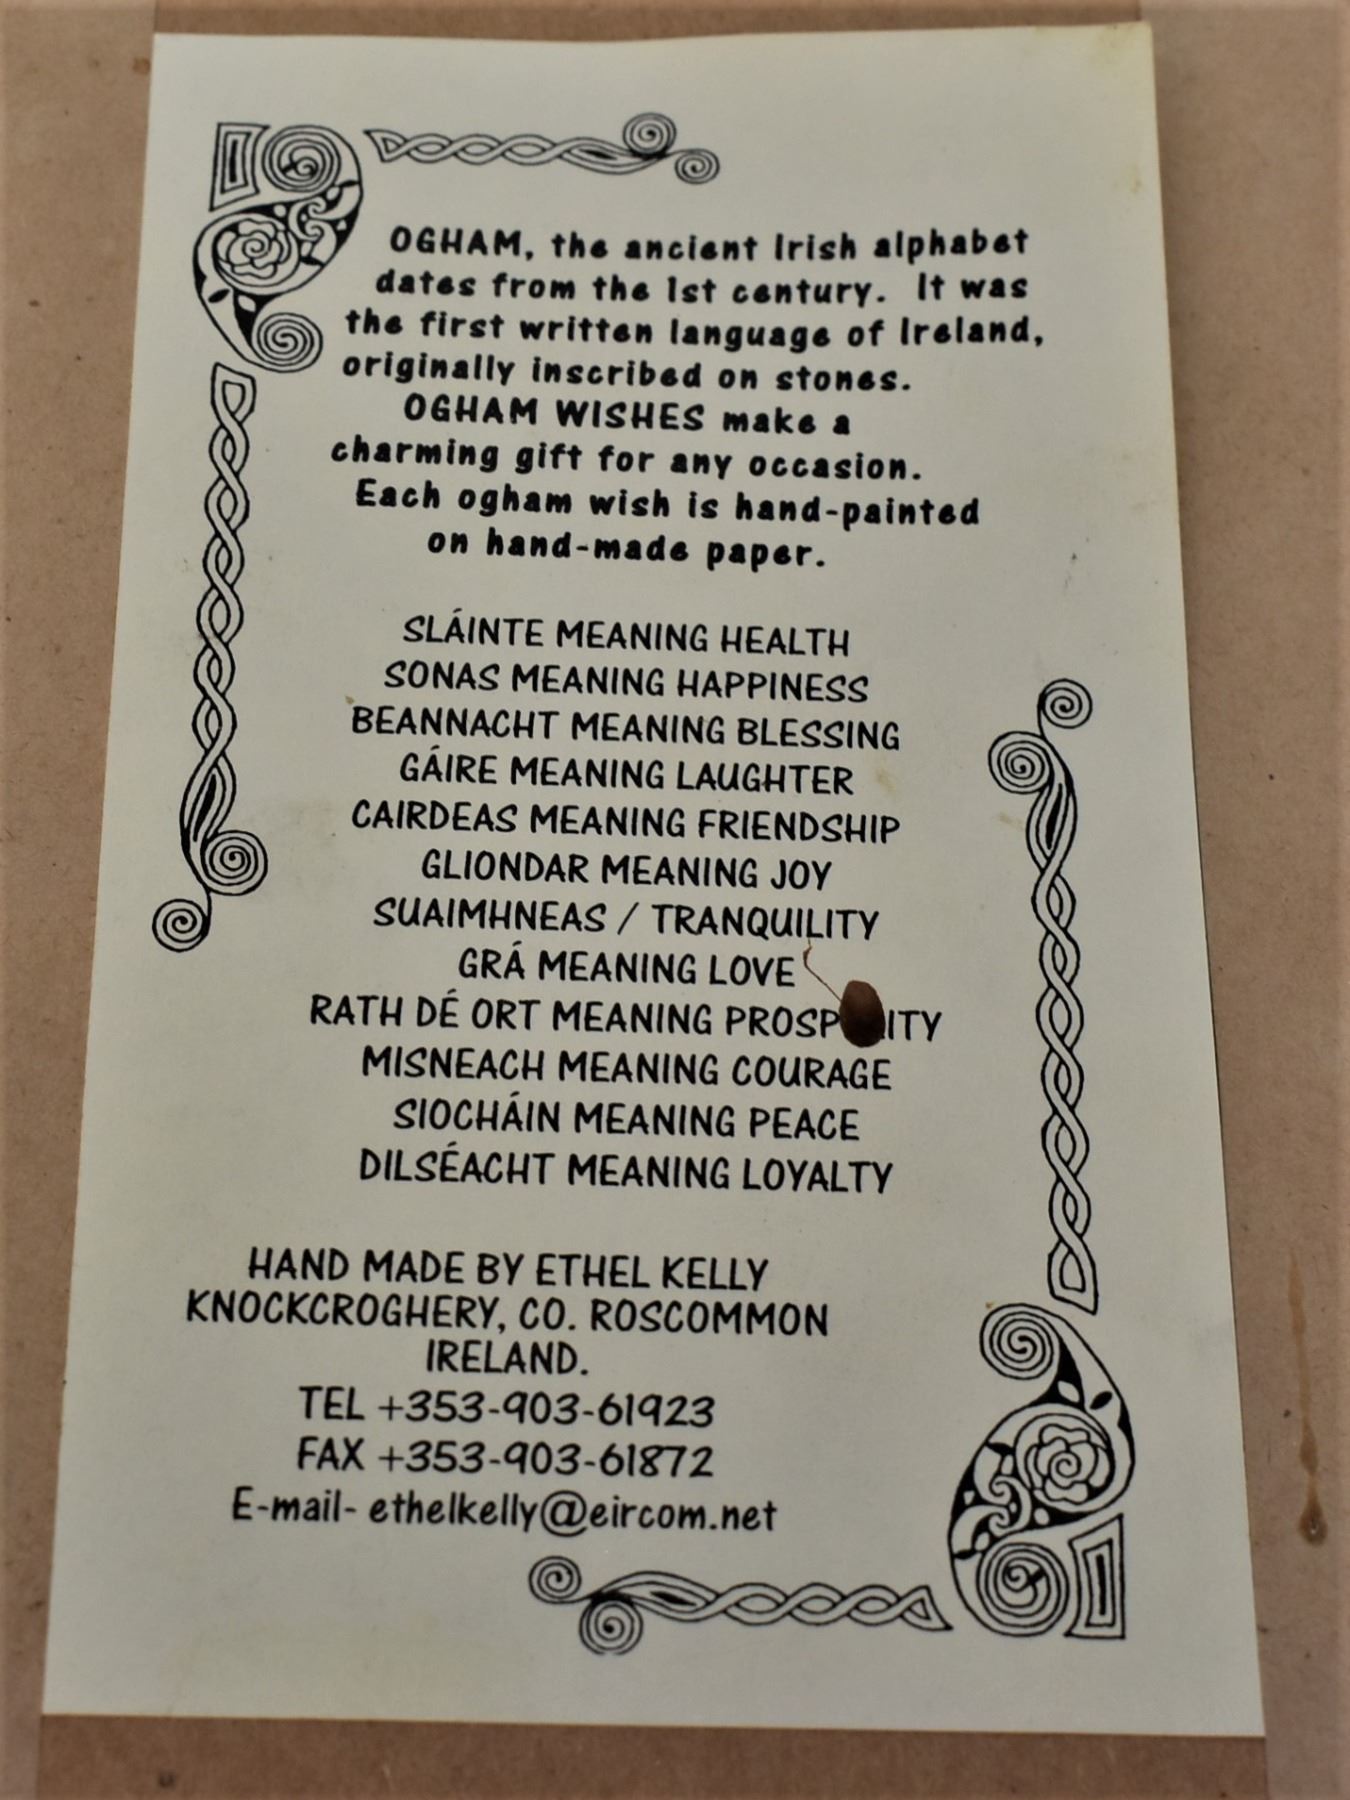 OGHAM, the ancient Irish alphabet
dates from the 1st century. It was
the first written language of Ireland,
originally inscribed on stones.
OGHAM WISHES make a
charming gift for any occasion.
Each ogham wish is hand-painted
on hand-made paper.
SLÁINTE MEANING HEALTH
SONAS MEANING HAPPINESS
BEANNACHT MEANING BLESSING
GÁIRE MEANING LAUGHTER
CAIRDEAS MEANING FRIENDSHIP
GLIONDAR MEANING JOY
SUAIMHNEAS / TRANQUILITY
GRÁ MEANING LOVE
RATH DÉ ORT MEANING
MISNEACH MEANING COURAGE
SIOCHÁIN MEANING PEACE
DILSÉACHT MEANING LOYALTY
HAND MADE BY ETHEL KELLY
KNOCKCROGHERY, CO. ROSCOMMON
IRELAND.
TEL +353-903-61923
FAX +353-903-61872
E-mail- ethelkelly@eircom.net